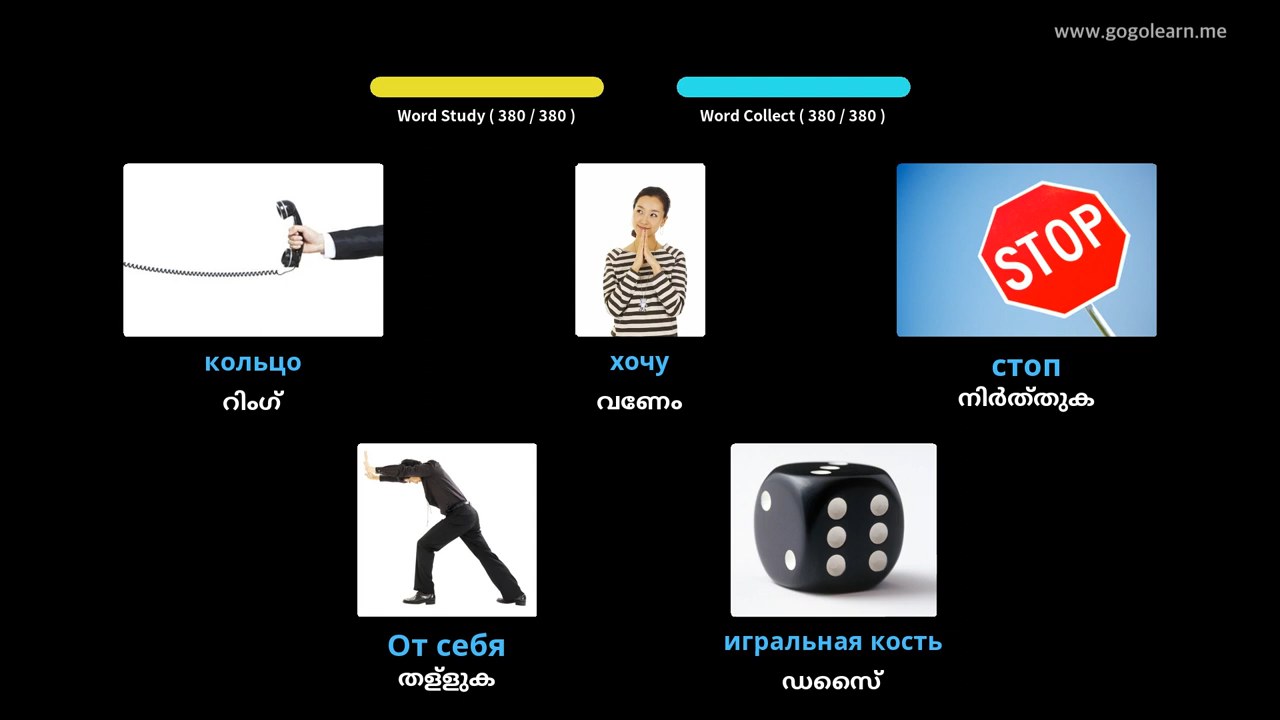 www.gogolearn.me
Word Study ( 380 / 380 )
Word Collect ( 380 / 380 )
STOP
кольцо
хочу
стоп
റിംഗ്
വണേം
നിർത്തുക
От себя
игральная кость
തള്ളുക
ഡസൈ്